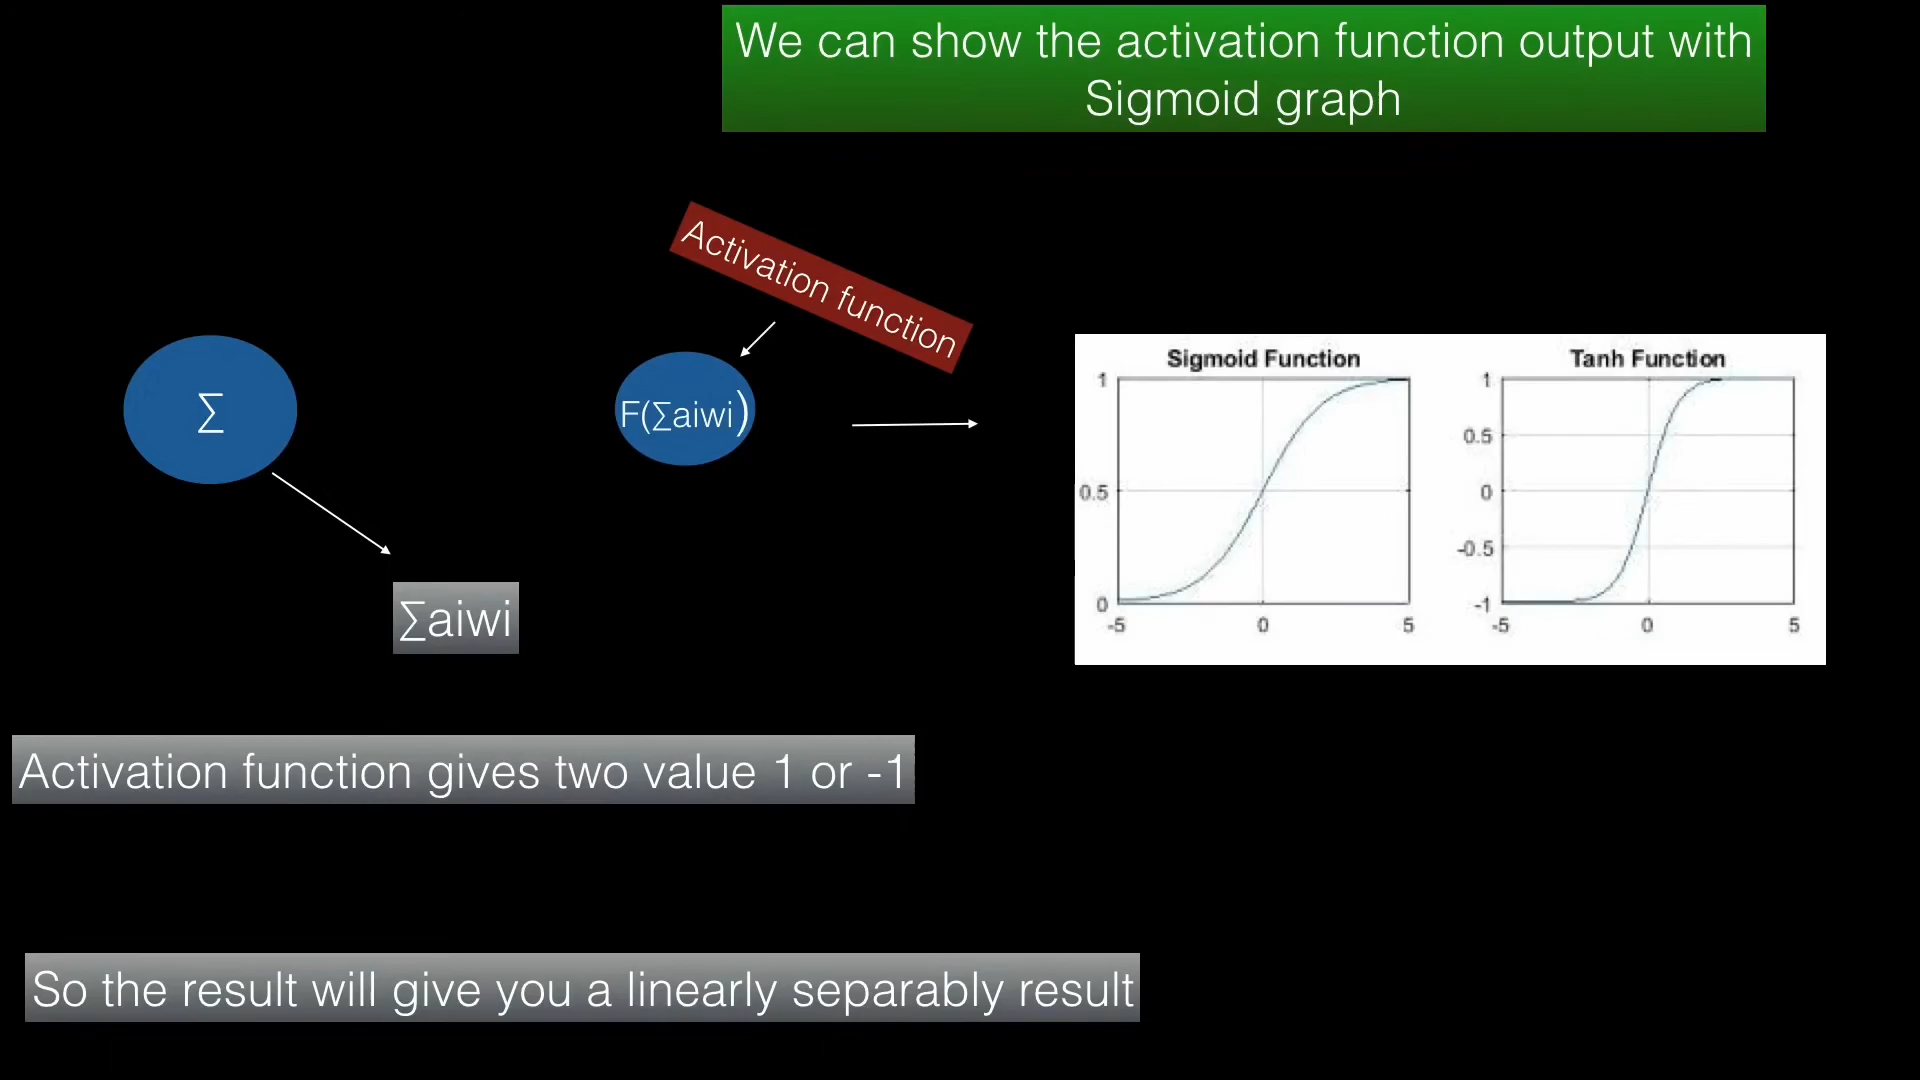 We can show the activation function output with
Sigmoid graph
Activation function
∑
F(∑aiwi)
∑aiwi
Sigmoid Function
1
0.5
0
-5
0
5
Tanh Function
1
0.5
0
-0.5
-1
-5
0
5
Activation function gives two value 1 or -1
So the result will give you a linearly separably result